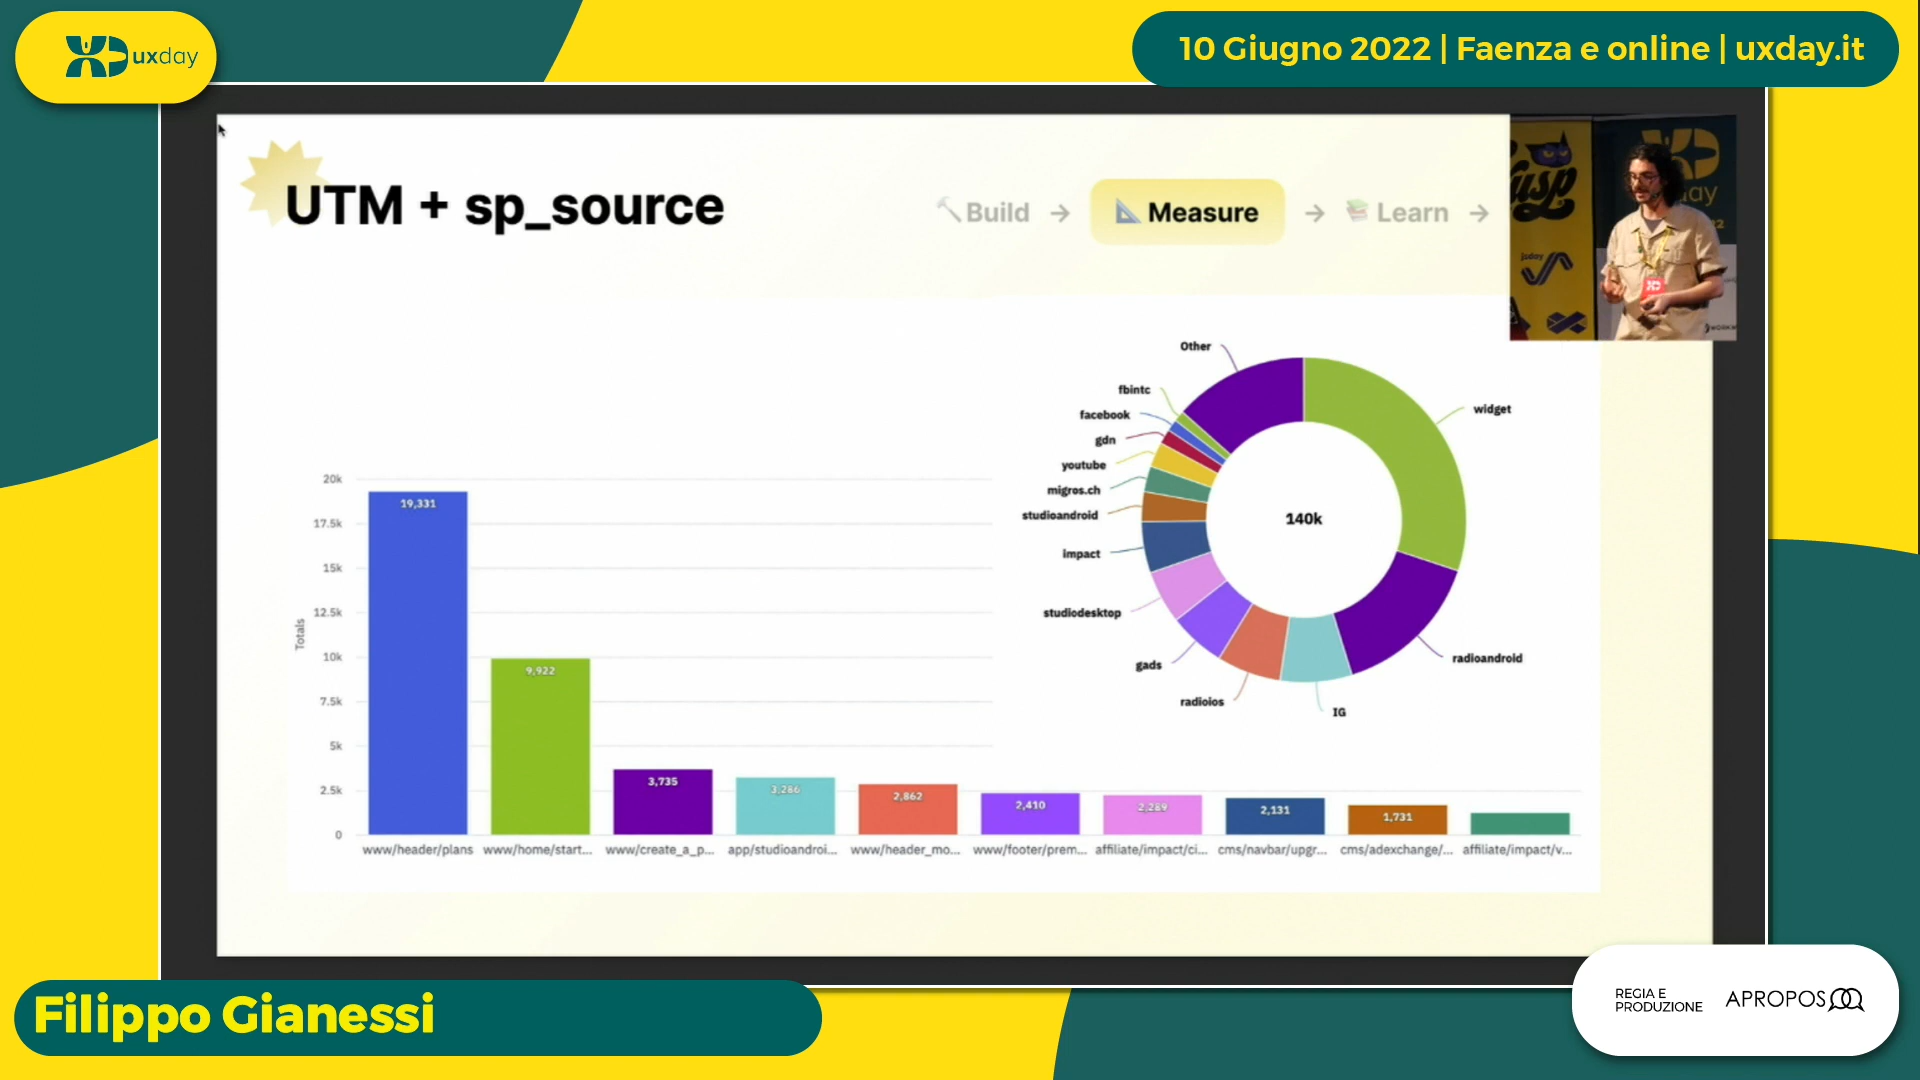 uxday
10 Giugno 2022 | Faenza e online | uxday.it
UTM + sp_source
Build → Measure → Learn →
Other
fbintc
facebook
gdn
youtube
migros.ch
studioandroid
impact
studiodesktop
gads
radioios
IG
radioandroid
widget
140k
Totals
20k
17.5k
15k
12.5k
10k
7.5k
5k
2.5k
0
19,331
9,922
3,735
3,286
2,862
2,410
2,289
2,131
1,731
www/header/plans
www/home/start...
www/create_a_p...
app/studioandroi...
www/header_mo...
www/footer/prem...
affiliate/impact/ci...
cms/navbar/upgr...
cms/adexchange/...
affiliate/impact/v...
Filippo Gianessi
REGIA E
PRODUZIONE
APROPOS